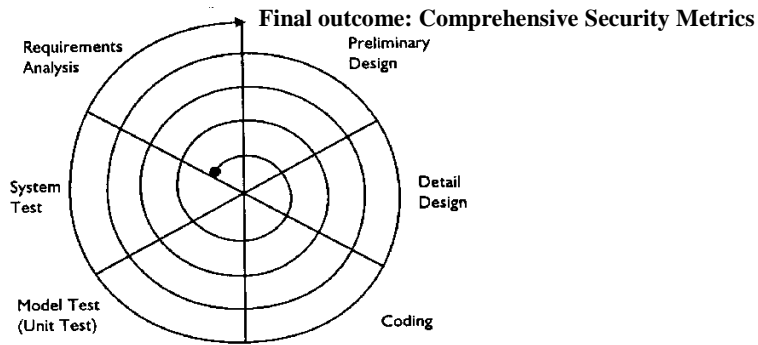 Final outcome: Comprehensive Security Metrics
Requirements
Analysis
Preliminary
Design
System
Test
Detail
Design
Model Test
(Unit Test)
Coding